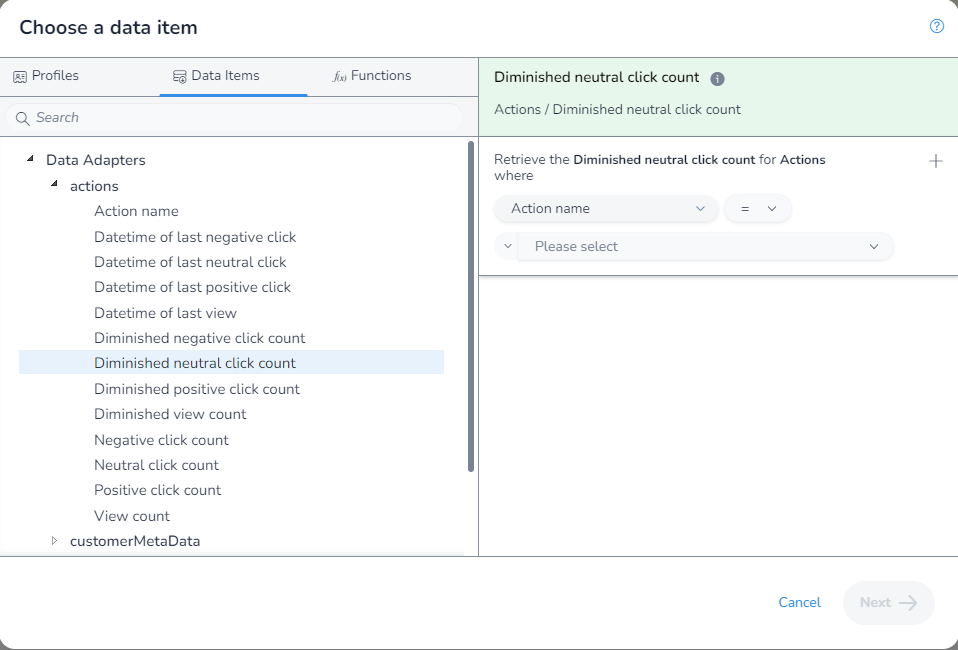 Choose a data item
?
Profiles
Data Items
f(x) Functions
Search
Data Adapters
actions
Action name
Datetime of last negative click
Datetime of last neutral click
Datetime of last positive click
Datetime of last view
Diminished negative click count
Diminished neutral click count
Diminished positive click count
Diminished view count
Negative click count
Neutral click count
Positive click count
View count
customerMetaData
Diminished neutral click count i
Actions / Diminished neutral click count
Retrieve the Diminished neutral click count for Actions
where
Action name
=
Please select
Cancel
Next